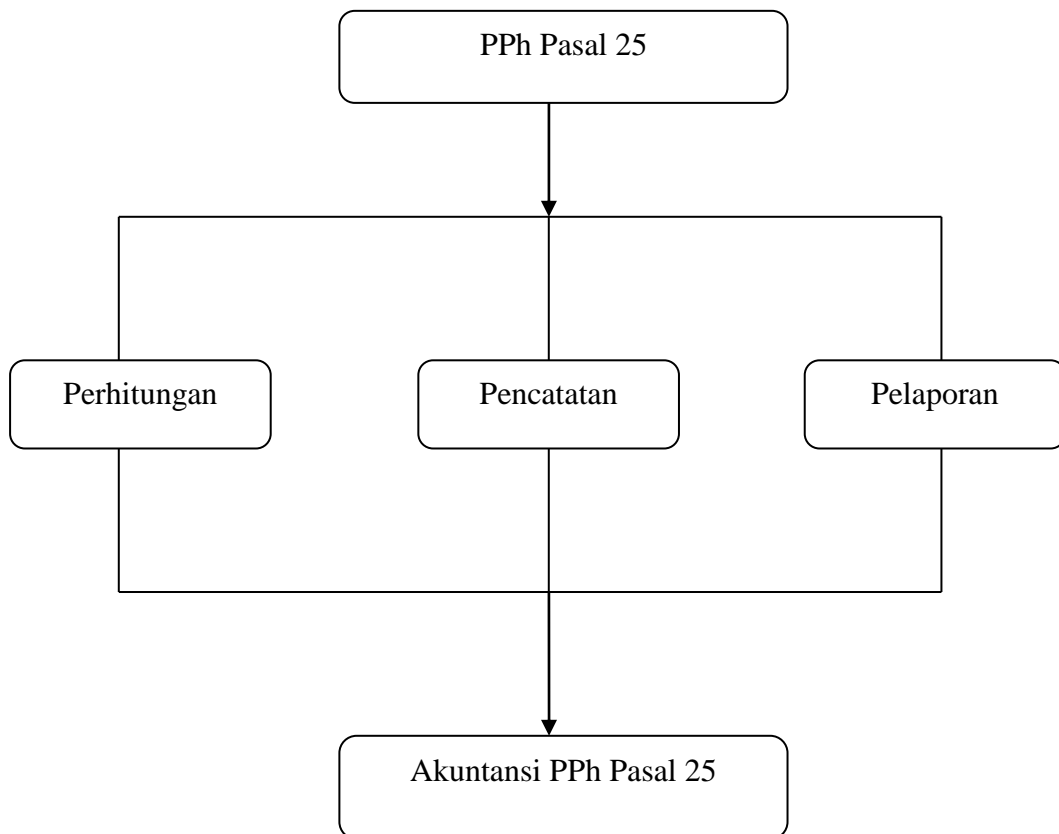 PPh Pasal 25
Perhitungan
Pencatatan
Pelaporan
Akuntansi PPh Pasal 25